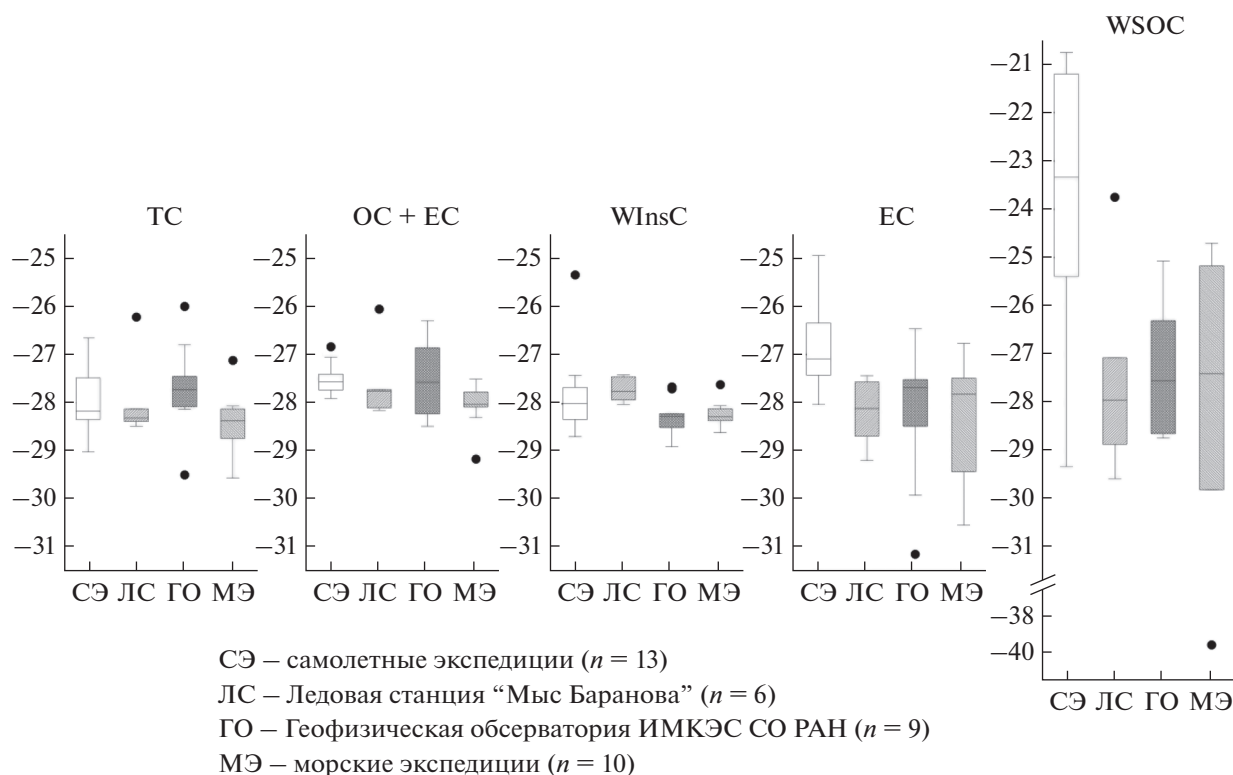 WSOC
−21
−22
−23
−24
−25
−26
−27
−28
−29
−30
−31
−38
−40
СЭ ЛС ГО МЭ
TC
−25
−26
−27
−28
−29
−30
−31
СЭ ЛС ГО МЭ
OC + EC
−25
−26
−27
−28
−29
−30
−31
СЭ ЛС ГО МЭ
WInsC
−25
−26
−27
−28
−29
−30
−31
СЭ ЛС ГО МЭ
EC
−25
−26
−27
−28
−29
−30
−31
СЭ ЛС ГО МЭ
СЭ – самолетные экспедиции (n = 13)
ЛС – Ледовая станция “Мыс Баранова” (n = 6)
ГО – Геофизическая обсерватория ИМКЭС СО РАН (n = 9)
МЭ – морские экспедиции (n = 10)